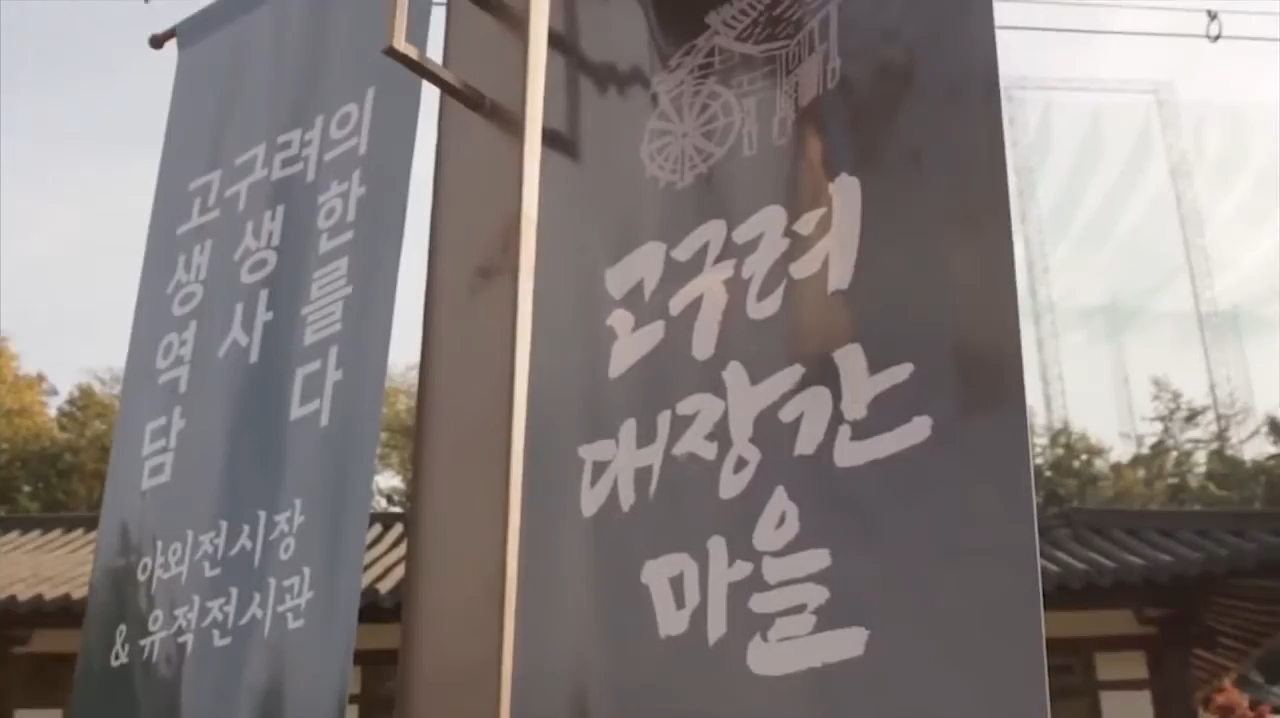 고구려의
생생한
역사를
담다
야외전시장
& 유적전시관
고구려
대장간
마을